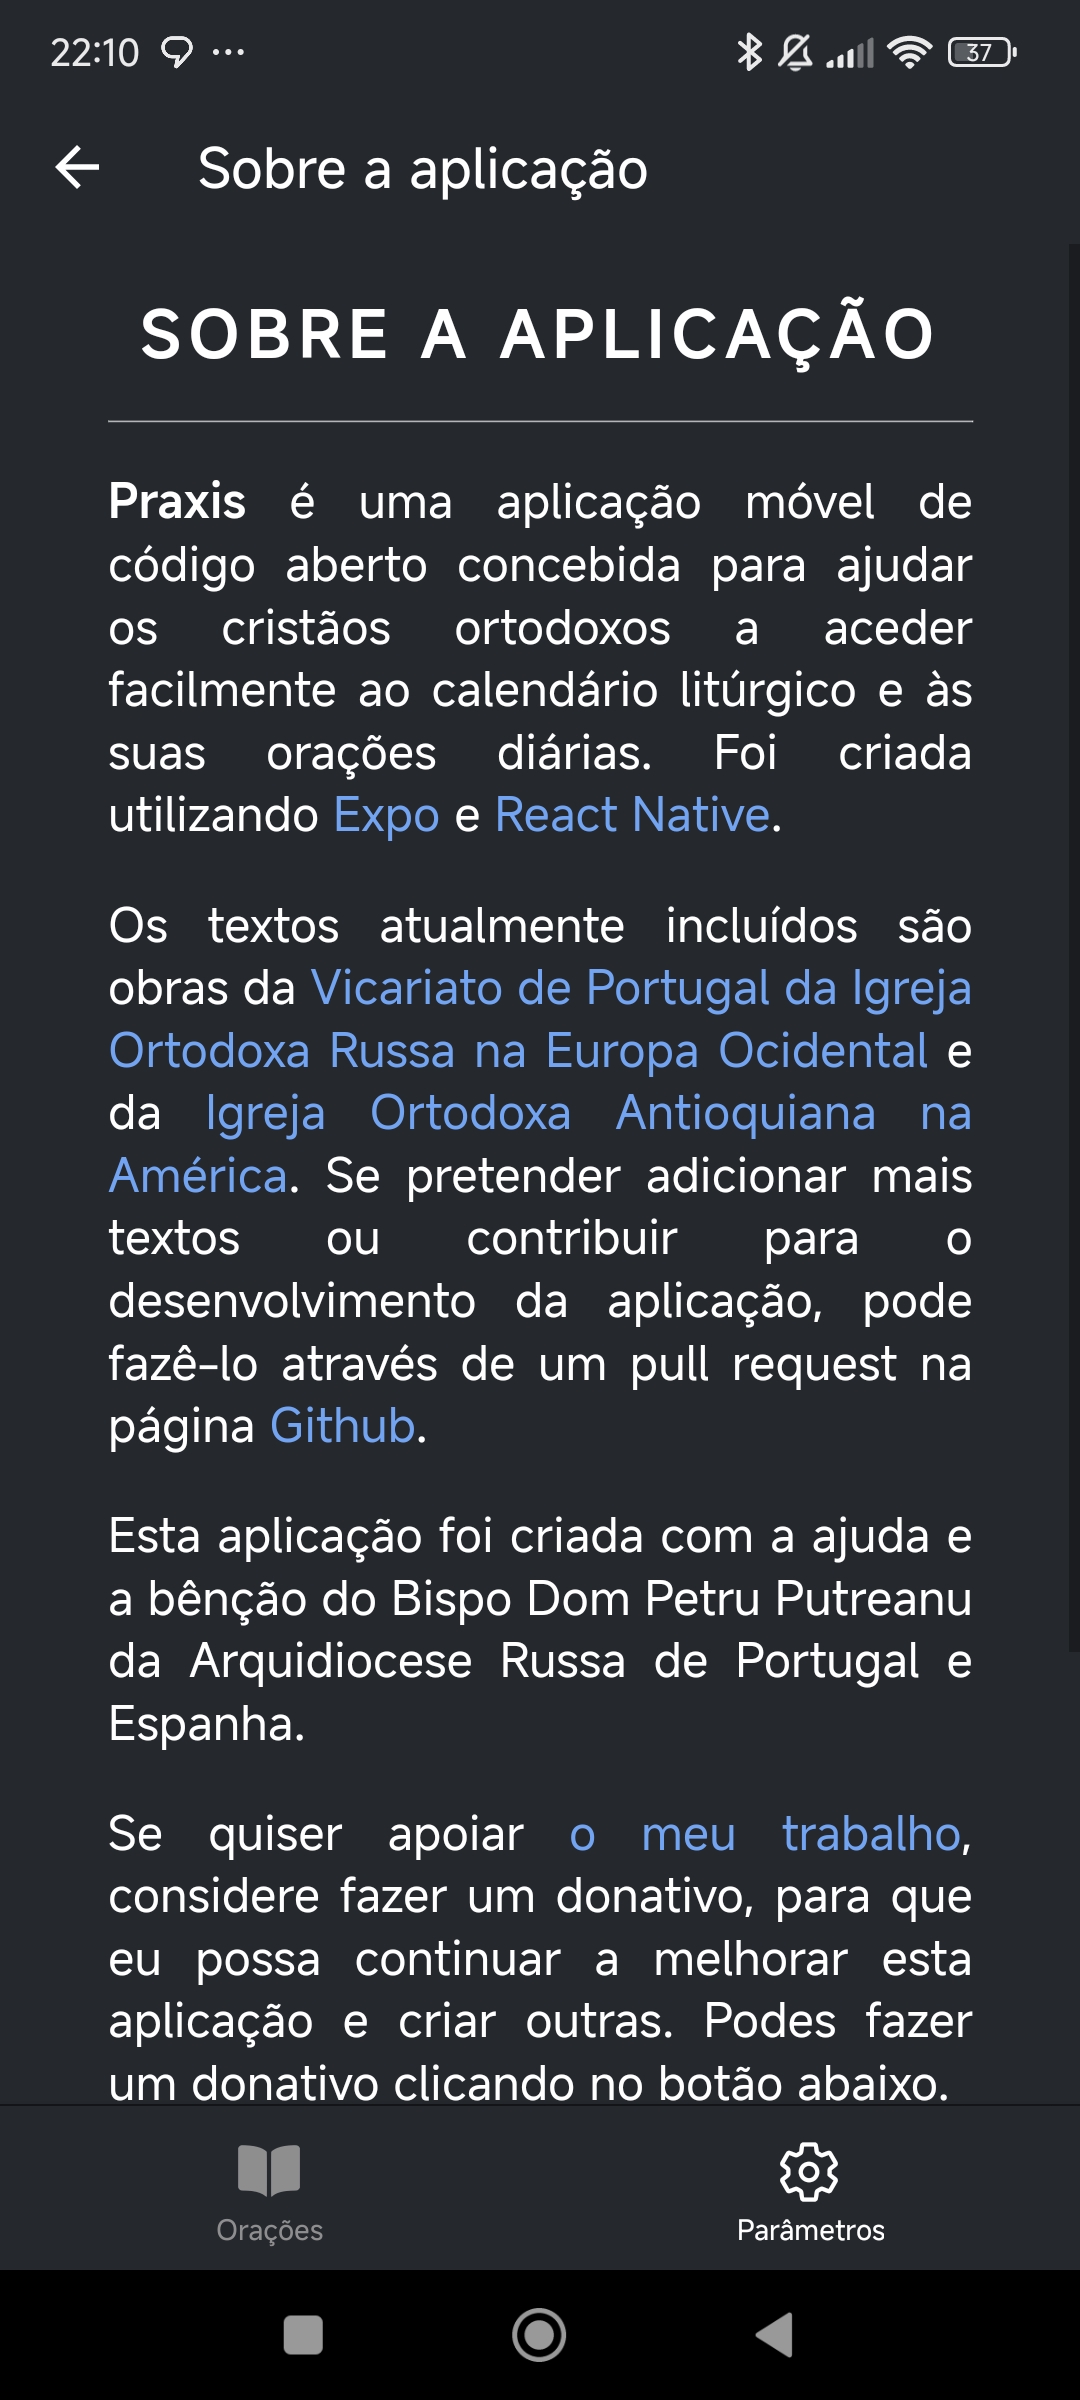 22:10
37
Sobre a aplicação
SOBRE A APLICAÇÃO
Praxis é uma aplicação móvel de
código aberto concebida para ajudar
os cristãos ortodoxos a aceder
facilmente ao calendário litúrgico e às
suas orações diárias. Foi criada
utilizando Expo e React Native.
Os textos atualmente incluídos são
obras da Vicariato de Portugal da Igreja
Ortodoxa Russa na Europa Ocidental e
da Igreja Ortodoxa Antioquiana na
América. Se pretender adicionar mais
textos ou contribuir para o
desenvolvimento da aplicação, pode
fazê-lo através de um pull request na
página Github.
Esta aplicação foi criada com a ajuda e
a bênção do Bispo Dom Petru Putreanu
da Arquidiocese Russa de Portugal e
Espanha.
Se quiser apoiar o meu trabalho,
considere fazer um donativo, para que
eu possa continuar a melhorar esta
aplicação e criar outras. Podes fazer
um donativo clicando no botão abaixo.
Orações
Parâmetros